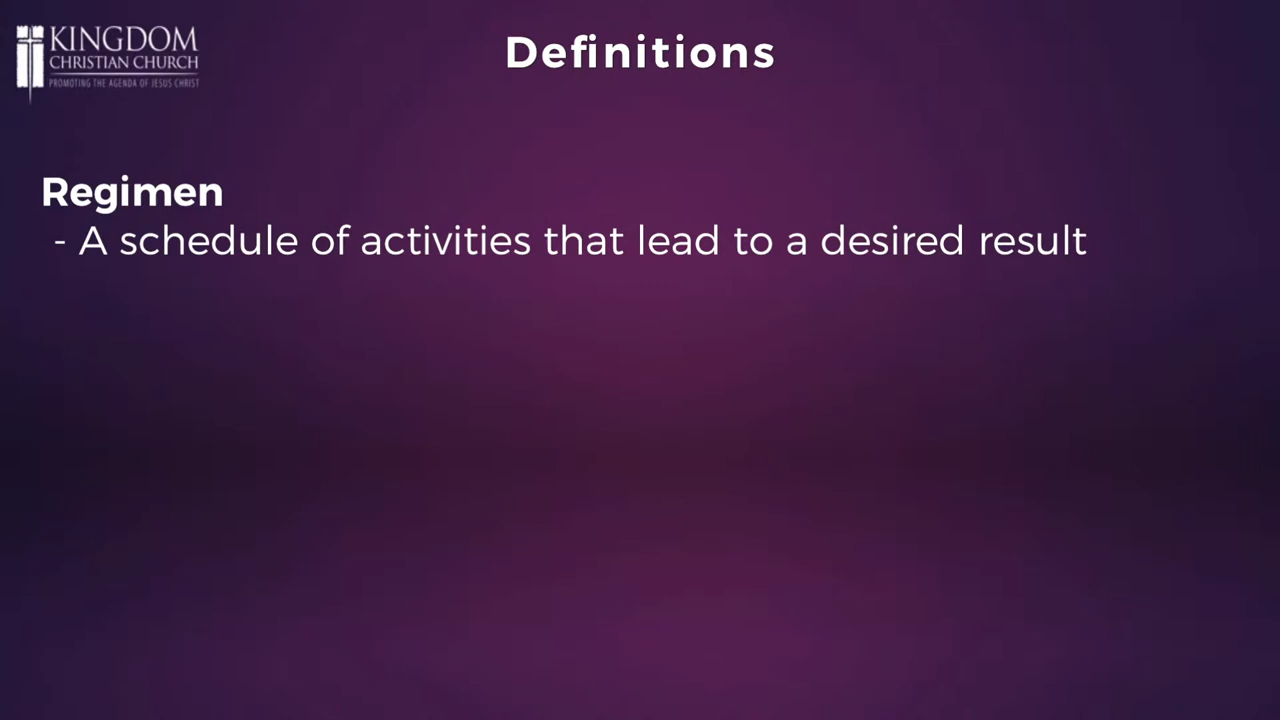 KINGDOM
CHRISTIAN CHURCH
PROMOTING THE AGENDA OF JESUS CHRIST
Definitions
Regimen
- A schedule of activities that lead to a desired result